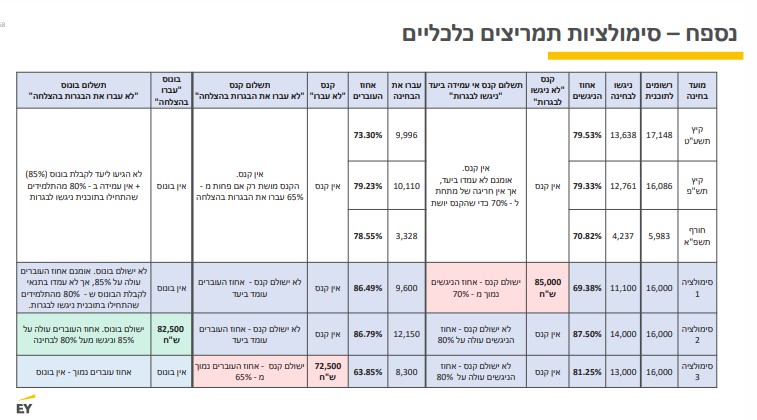 נספח – סימולציות תמריצים כלכליים
מועד בחינה
רשומים לתוכנית
ניגשו לבחינה
אחוז הניגשים
קנס "לא ניגשו לבגרות"
תשלום קנס אי עמידה ביעד "ניגשו לבגרות"
עברו את הבחינה
אחוז העוברים
קנס "לא עברו"
תשלום קנס "לא עברו את הבגרות בהצלחה"
בונוס "עברו בהצלחה"
תשלום בונוס "לא עברו את הבגרות בהצלחה"
קיץ תשע"ט
17,148
13,638
79.53%
אין קנס
אין קנס.
אומנם לא עמדו ביעד,
אך אין חריגה של מתחת
ל - 70% כדי שהקנס יושת
9,996
73.30%
אין קנס
אין קנס.
הקנס מושת רק אם פחות מ -
65% עברו את הבגרות בהצלחה
אין בונוס
לא הגיעו ליעד לקבלת בונוס (85%)
+ אין עמידה ב - 80% מהתלמידים
שהתחילו בתוכנית ניגשו לבגרות
קיץ תש"פ
16,086
12,761
79.33%
10,110
79.23%
חורף תשפ"א
5,983
4,237
70.82%
3,328
78.55%
סימולציה 1
16,000
11,100
69.38%
85,000 ש"ח
ישולם קנס - אחוז הניגשים
נמוך מ - 70%
9,600
86.49%
אין קנס
לא ישולם קנס - אחוז העוברים
עומד ביעד
אין בונוס
לא ישולם בונוס. אומנם אחוז העוברים
עולה על 85%, אך לא עמדו בתנאי
לקבלת הבונוס ש - 80% מהתלמידים
שהתחילו בתוכנית ניגשו לבגרות.
סימולציה 2
16,000
14,000
87.50%
אין קנס
לא ישולם קנס - אחוז
הניגשים עולה על 80%
12,150
86.79%
אין קנס
לא ישולם קנס - אחוז העוברים
עומד ביעד
82,500 ש"ח
ישולם בונוס. אחוז העוברים עולה על
85% וניגשו מעל 80% לבחינה
סימולציה 3
16,000
13,000
81.25%
אין קנס
לא ישולם קנס - אחוז
הניגשים עולה על 80%
8,300
63.85%
72,500 ש"ח
ישולם קנס - אחוז העוברים נמוך
מ - 65%
אין בונוס
אחוז עוברים נמוך - אין בונוס
EY